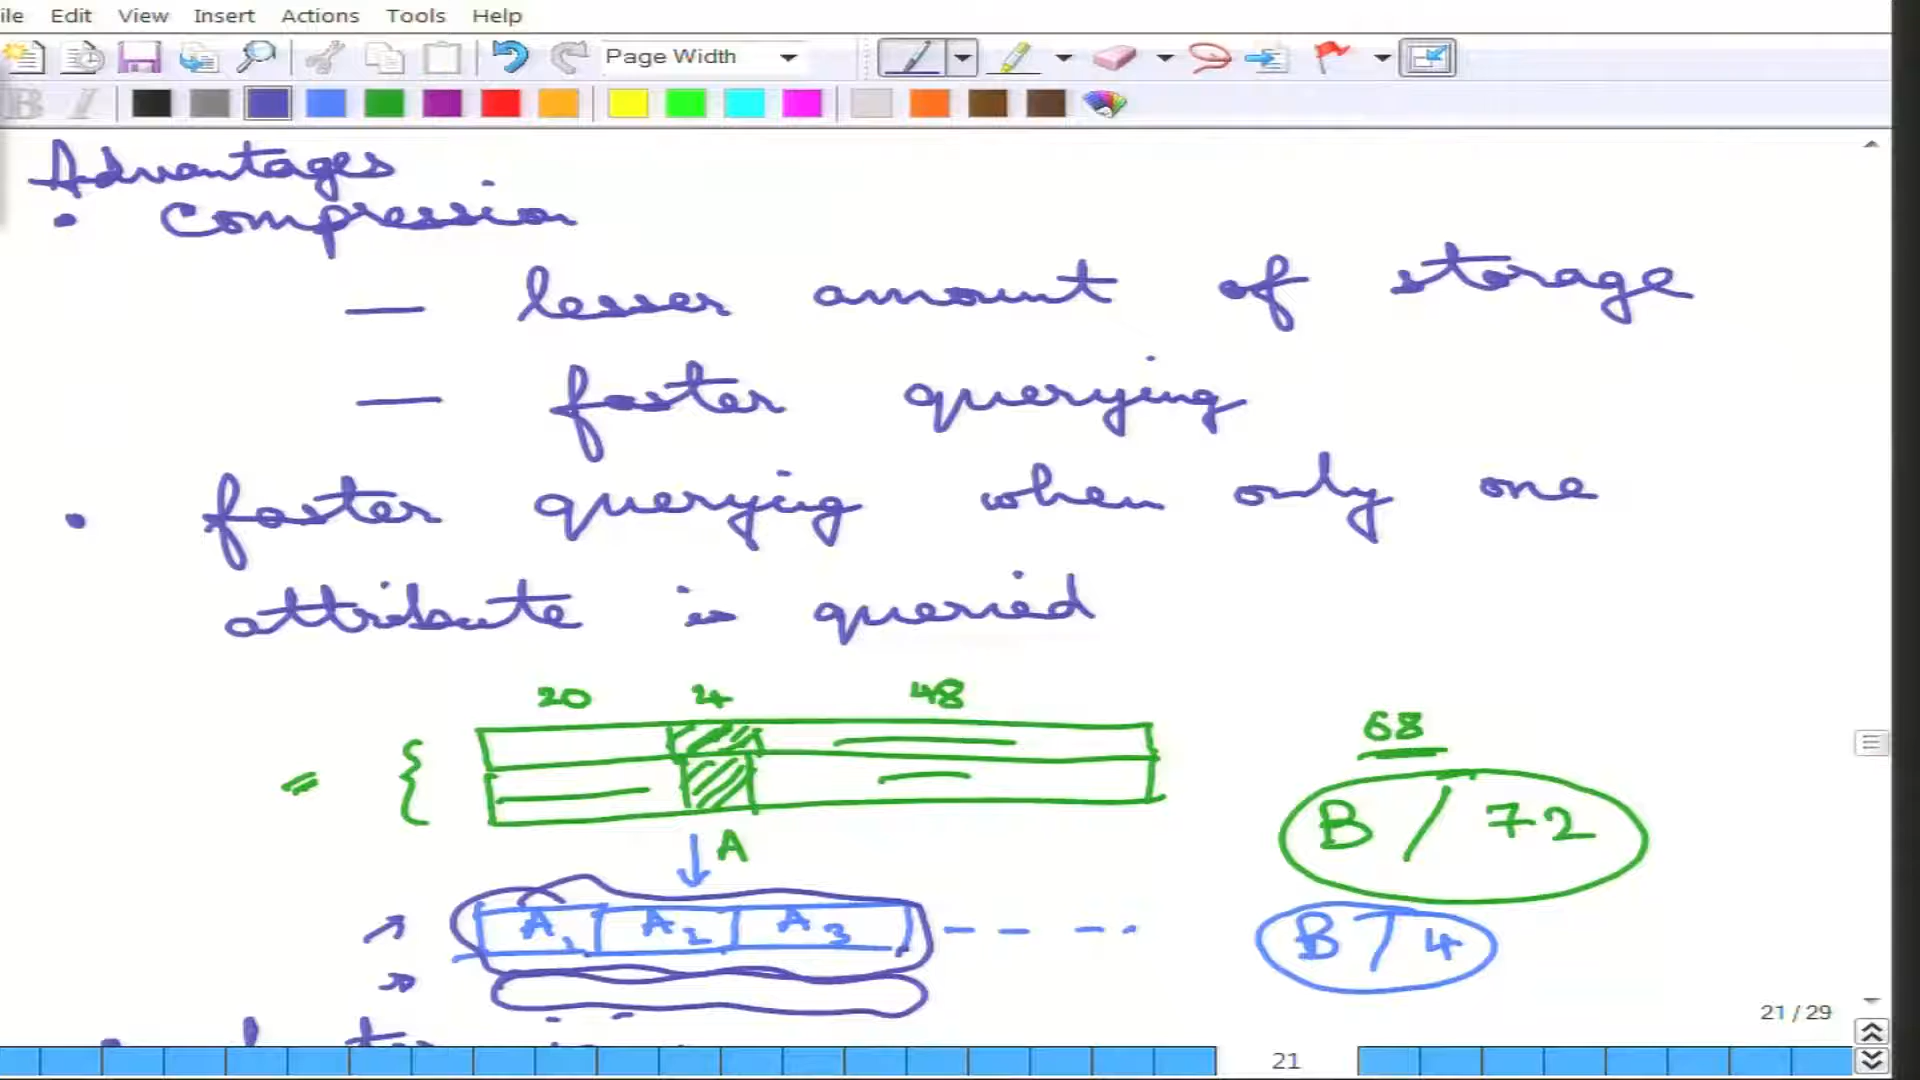 ile Edit View Insert Actions Tools Help
Page Width
B I
Advantages
• Compression
— lesser amount of storage
— faster querying
• faster querying when only one
attribute is queried
20 4 48
68
B / 72
A
A1 A2 A3 - - - -
B / 4
21 / 29
21